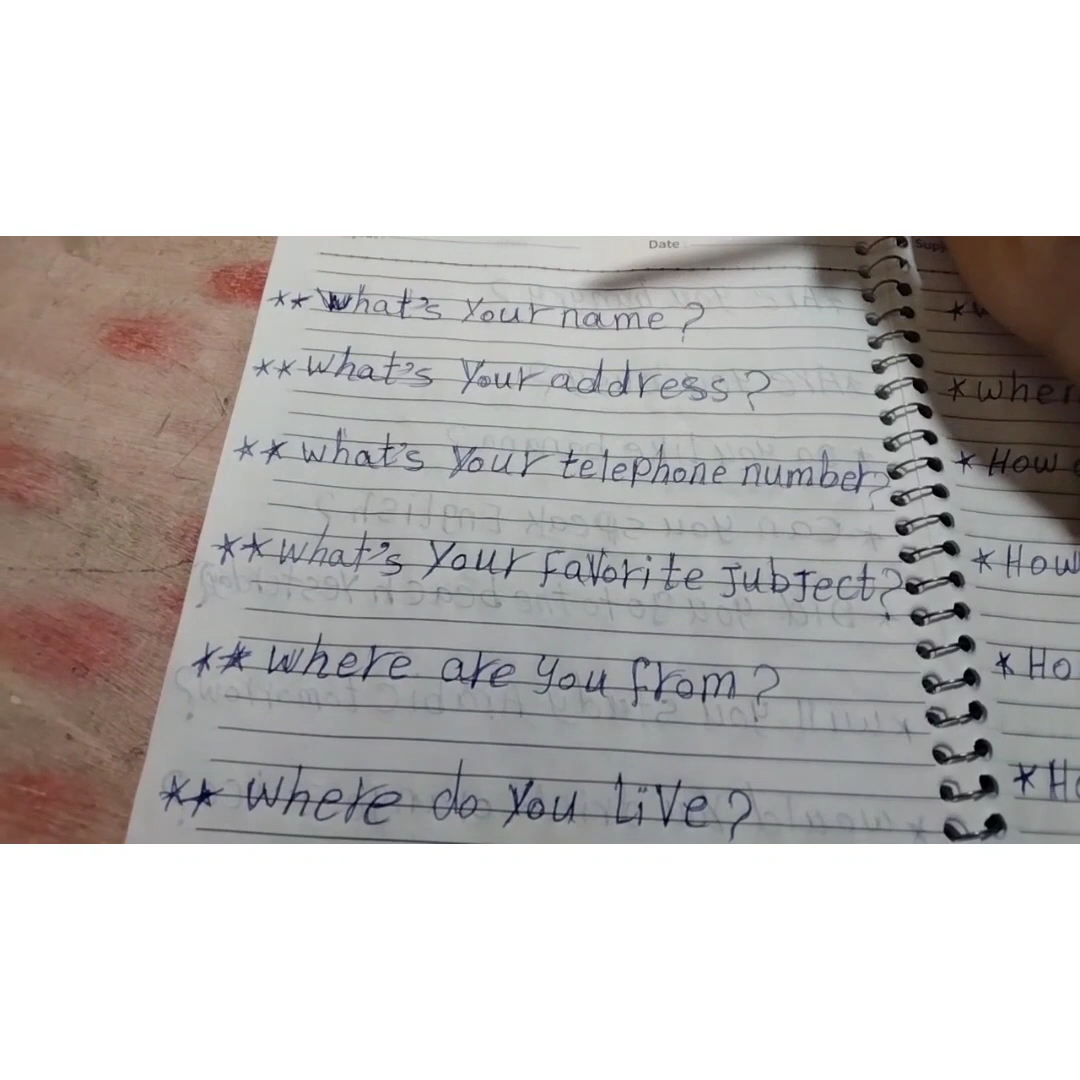 Date
** What's your name?
** What's your address?
** what's your telephone number?
** what's your favorite jubject?
** where are you from?
** where do you live?
*
*wher
* How
* How
* Ho
* Ho